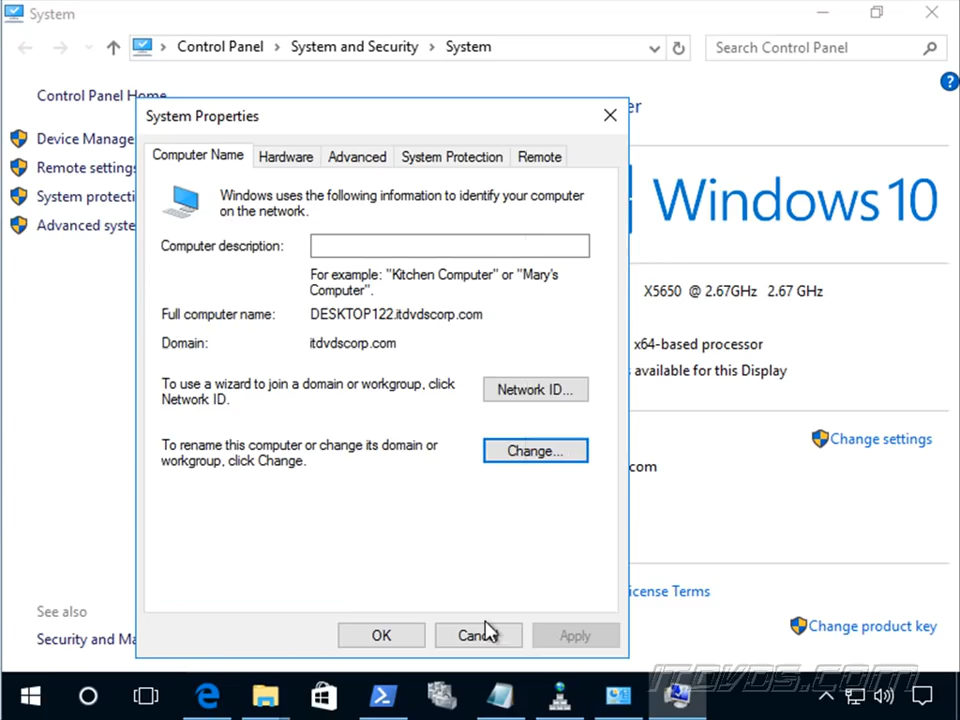 System
Control Panel > System and Security > System
Search Control Panel
Control Panel Home
System Properties
Computer Name
Hardware
Advanced
System Protection
Remote
Device Manage
Remote settings
System protecti
Advanced syste
er
Windows 10
Windows uses the following information to identify your computer
on the network.
Computer description:
For example: "Kitchen Computer" or "Mary's
Computer".
X5650 @ 2.67GHz 2.67 GHz
Full computer name: DESKTOP122.itdvdscorp.com
Domain: itdvdscorp.com
x64-based processor
available for this Display
To use a wizard to join a domain or workgroup, click
Network ID.
Network ID...
To rename this computer or change its domain or
workgroup, click Change.
Change...
Change settings
com
icense Terms
See also
Security and Ma
Change product key
OK
Cancel
Apply
ITDVDS.COM